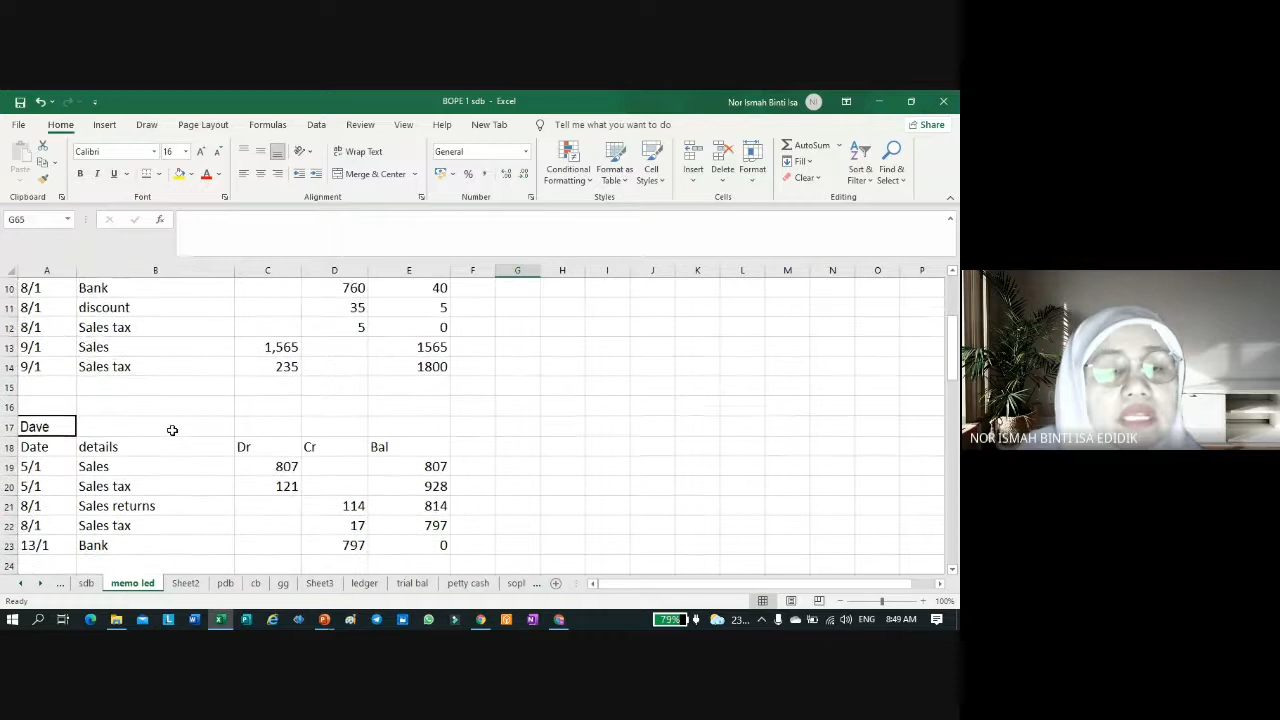 BOPE 1 sdb - Excel
Nor Ismah Binti Isa NI
File Home Insert Draw Page Layout Formulas Data Review View Help New Tab Tell me what you want to do Share
Paste
Clipboard
Calibri 16
B I U
Font
Wrap Text
Merge & Center
Alignment
General
Number
Conditional Formatting
Format as Table
Cell Styles
Styles
Insert Delete Format
Cells
AutoSum
Fill
Clear
Sort & Filter
Find & Select
Editing
G65 fx
A B C D E F G H I J K L M N O P
10 8/1 Bank 760 40
11 8/1 discount 35 5
12 8/1 Sales tax 5 0
13 9/1 Sales 1,565 1565
14 9/1 Sales tax 235 1800
15
16
17 Dave
18 Date details Dr Cr Bal
19 5/1 Sales 807 807
20 5/1 Sales tax 121 928
21 8/1 Sales returns 114 814
22 8/1 Sales tax 17 797
23 13/1 Bank 797 0
24
... sdb memo led Sheet2 pdb cb gg Sheet3 ledger trial bal petty cash sopl ...
Ready 100%
79% 23... ENG 8:49 AM
NOR ISMAH BINTI ISA EDIDIK